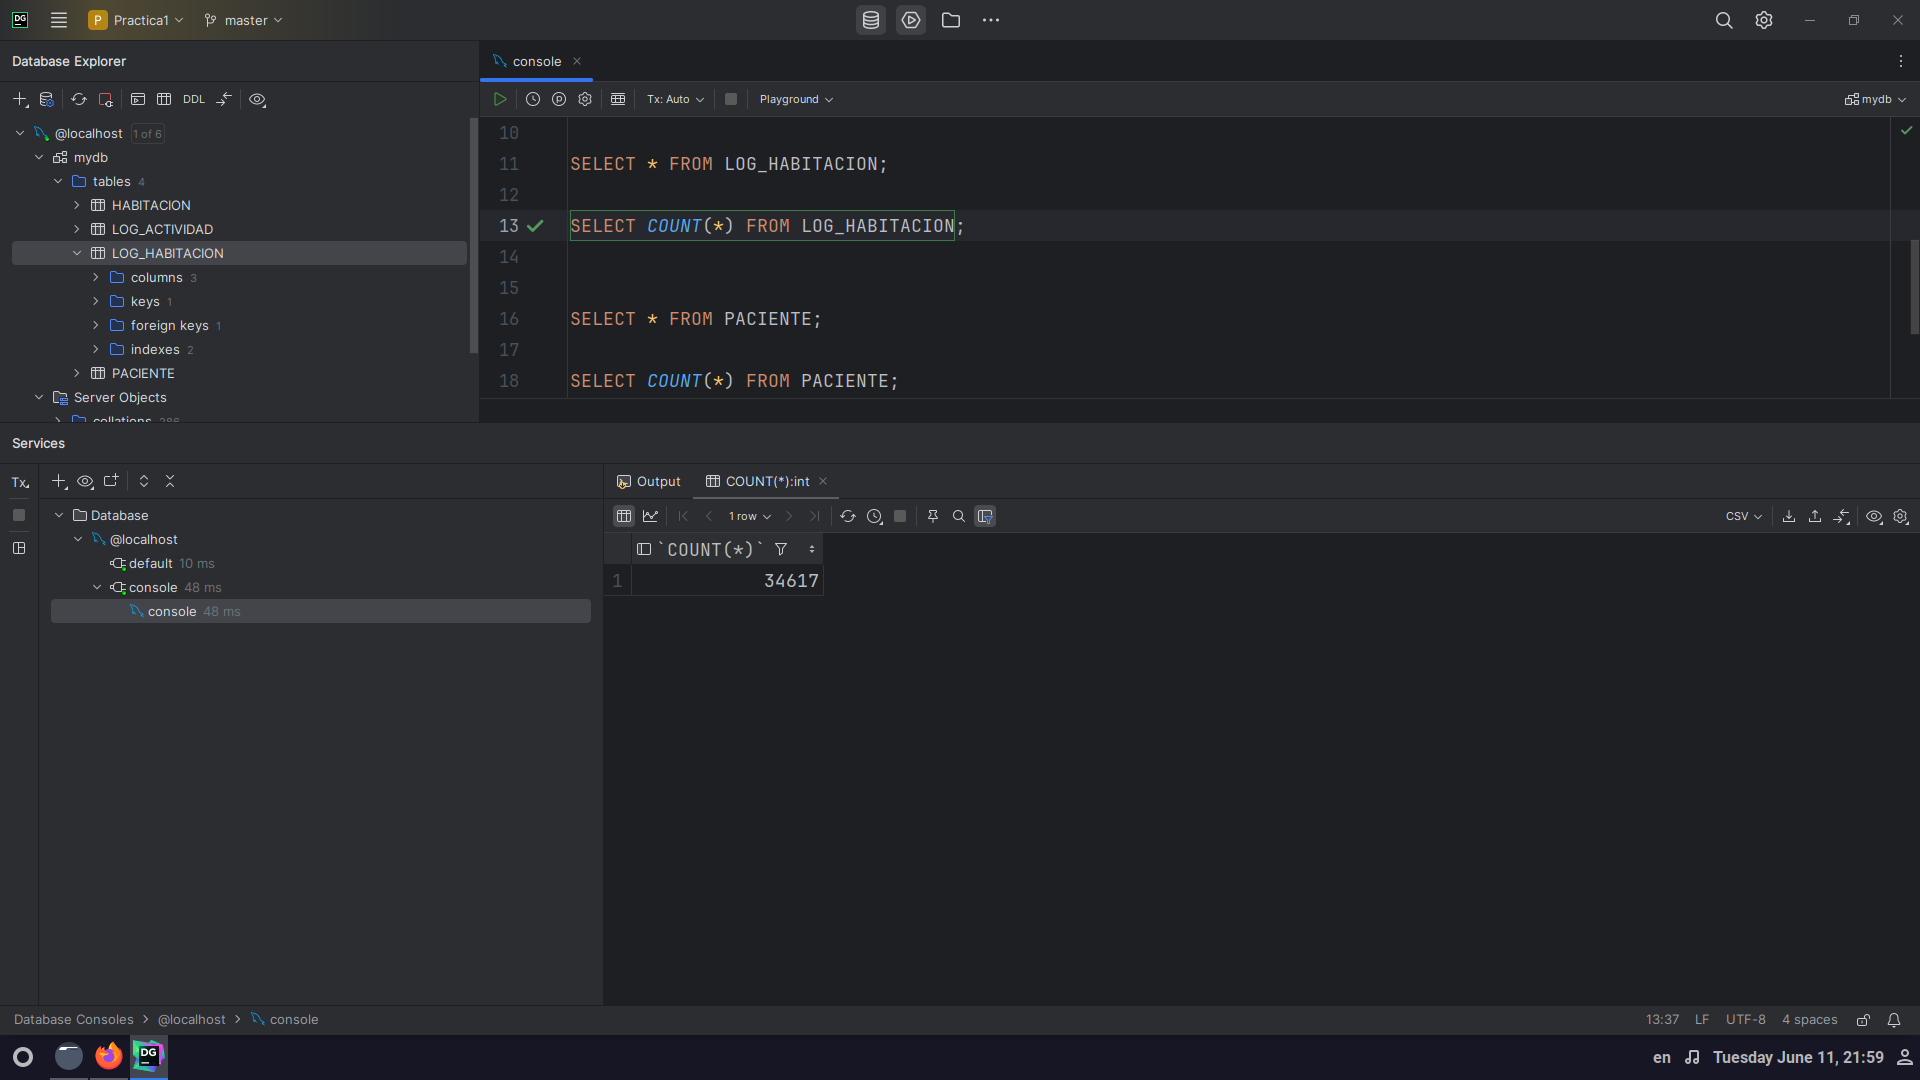 DG
P Practica1
master
Database Explorer
console
DDL
Tx: Auto
Playground
mydb
@localhost 1 of 6
mydb
tables 4
HABITACION
LOG_ACTIVIDAD
LOG_HABITACION
columns 3
keys 1
foreign keys 1
indexes 2
PACIENTE
Server Objects
collations 286
10
11 SELECT * FROM LOG_HABITACION;
12
13 SELECT COUNT(*) FROM LOG_HABITACION;
14
15
16 SELECT * FROM PACIENTE;
17
18 SELECT COUNT(*) FROM PACIENTE;
Services
Tx
Database
@localhost
default 10 ms
console 48 ms
console 48 ms
Output
COUNT(*):int
1 row
CSV
`COUNT(*)`
1 34617
Database Consoles > @localhost > console
13:37 LF UTF-8 4 spaces
DG
en Tuesday June 11, 21:59